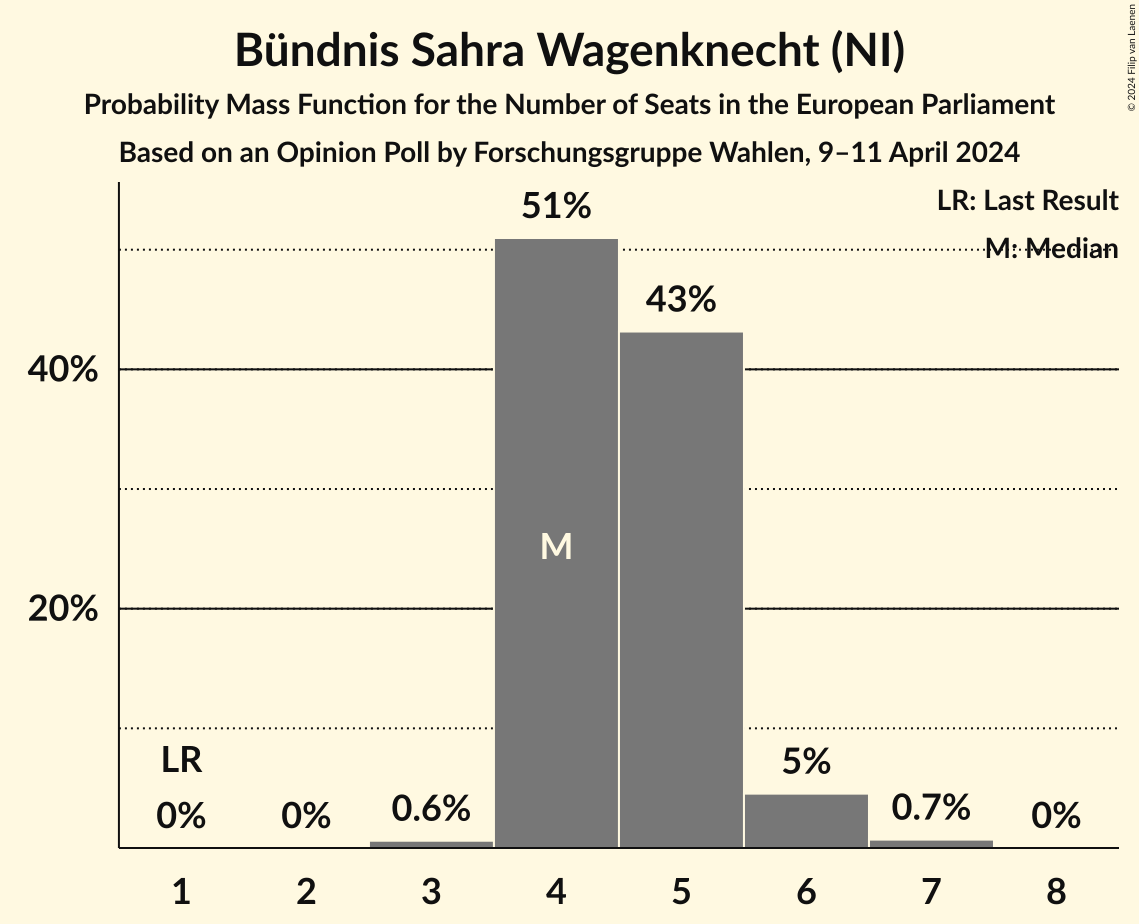 Bündnis Sahra Wagenknecht (NI)
Probability Mass Function for the Number of Seats in the European Parliament
Based on an Opinion Poll by Forschungsgruppe Wahlen, 9–11 April 2024
© 2024 Filip van Laenen
LR: Last Result
M: Median
51%
43%
40%
M
20%
LR
0%
0%
0.6%
5%
0.7%
0%
1 2 3 4 5 6 7 8